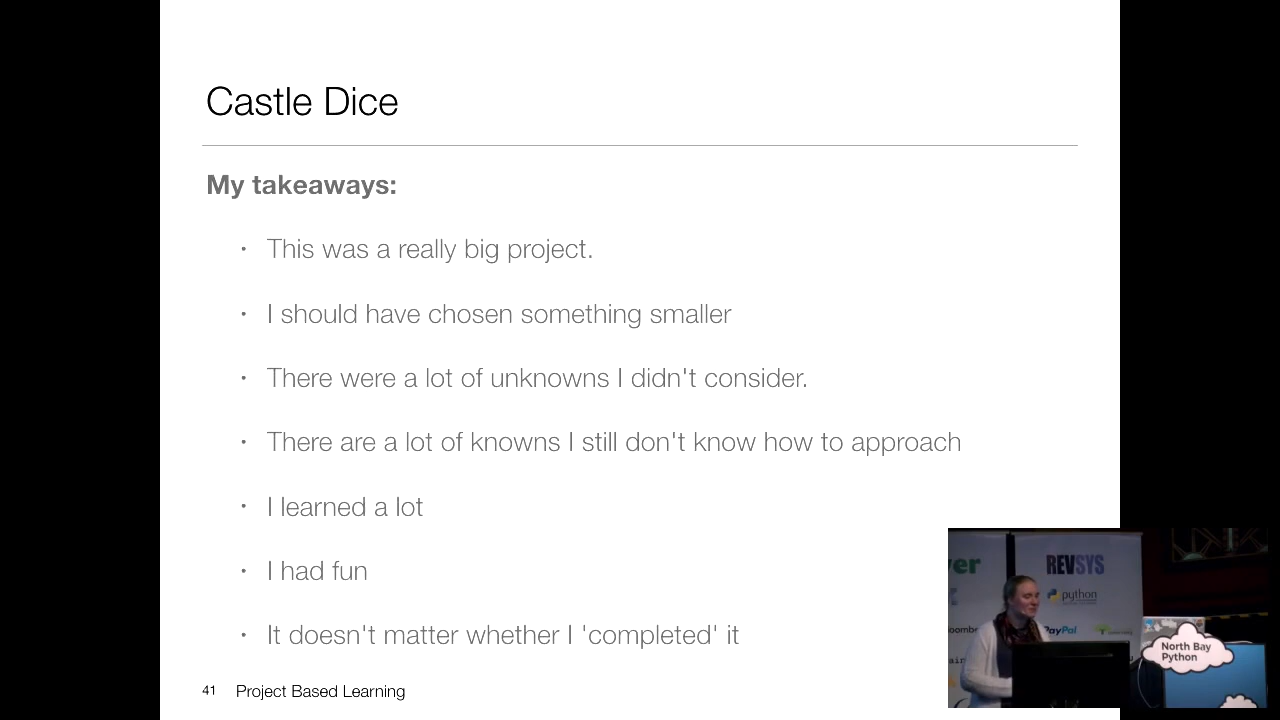 Castle Dice
My takeaways:
• This was a really big project.
• I should have chosen something smaller
• There were a lot of unknowns I didn't consider.
• There are a lot of knowns I still don't know how to approach
• I learned a lot
• I had fun
• It doesn't matter whether I 'completed' it
41 Project Based Learning
REVSYS
python
PayPal
North Bay
Python